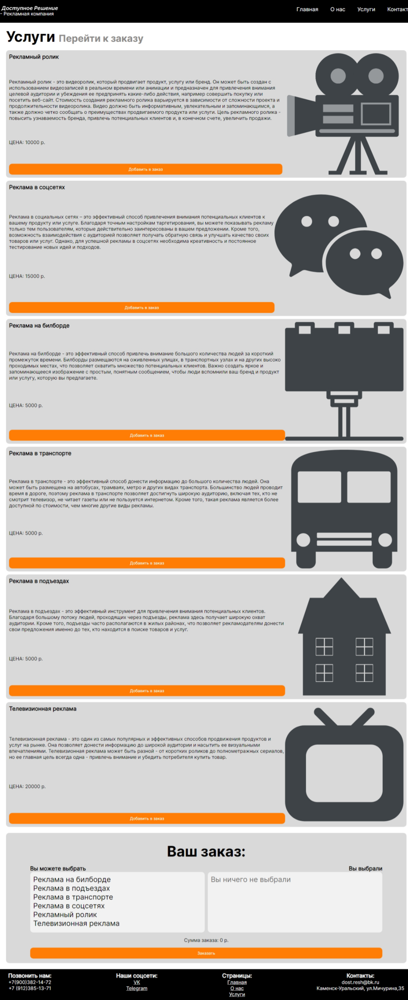 Доступное Решение
- Рекламная компания
Главная О нас Услуги Контакт
Услуги Перейти к заказу
Рекламный ролик
Рекламный ролик - это видеоролик, который продвигает продукт, услугу или бренд. Он может быть создан с
использованием видеозаписей в реальном времени или анимации и предназначен для привлечения внимания
целевой аудитории и убеждения ее предпринять какие-либо действия, например совершить покупку или
посетить веб-сайт. Стоимость создания рекламного ролика варьируется в зависимости от сложности проекта и
продолжительности видеоролика. Видео должно быть информативным, увлекательным и запоминающимся, а
также должно четко сообщать о преимуществах продвигаемого продукта или услуги. Цель рекламного ролика -
повысить узнаваемость бренда, привлечь потенциальных клиентов и, в конечном счете, увеличить продажи.
ЦЕНА: 10000 р.
Добавить в заказ
Реклама в соцсетях
Реклама в социальных сетях – это эффективный способ привлечения внимания потенциальных клиентов к
вашему продукту или услуге. Благодаря точным настройкам таргетирования, вы можете показывать рекламу
только тем пользователям, которые действительно заинтересованы в вашем предложении. Кроме того,
возможность взаимодействия с аудиторией позволяет получать обратную связь и улучшать качество своих
товаров или услуг. Однако, для успешной рекламы в соцсетях необходима креативность и постоянное
тестирование новых идей и подходов.
ЦЕНА: 15000 р.
Добавить в заказ
Реклама на билборде
Реклама на билборде - это эффективный способ привлечь внимание большого количества людей за короткий
промежуток времени. Билборды размещаются на оживленных улицах, в транспортных узлах и на других высоко
проходимых местах, что позволяет охватить множество потенциальных клиентов. Важно создать яркое и
запоминающееся изображение с простым, понятным сообщением, чтобы люди вспомнили ваш бренд и продукт
или услугу, которую вы предлагаете.
ЦЕНА: 5000 р.
Добавить в заказ
Реклама в транспорте
Реклама в транспорте - это эффективный способ донести информацию до большого количества людей. Она
может быть размещена на автобусах, трамваях, метро и других видах транспорта. Большинство людей проводит
время в дороге, поэтому реклама в транспорте позволяет достигнуть широкую аудиторию, включая тех, кто не
смотрит телевизор, не читает газеты или не пользуется интернетом. Кроме того, такая реклама является более
доступной по стоимости, чем многие другие виды рекламы.
ЦЕНА: 5000 р.
Добавить в заказ
Реклама в подъездах
Реклама в подъездах - это эффективный инструмент для привлечения внимания потенциальных клиентов.
Благодаря большому потоку людей, проходящих через подъезды, реклама здесь получает широкую охват
аудитории. Кроме того, подъезды часто располагаются в жилых районах, что позволяет рекламодателям донести
свои предложения именно до тех, кто находится в поиске товаров и услуг.
ЦЕНА: 5000 р.
Добавить в заказ
Телевизионная реклама
Телевизионная реклама - это один из самых популярных и эффективных способов продвижения продуктов и
услуг на рынке. Она позволяет донести информацию до широкой аудитории и насытить ее визуальными
впечатлениями. Телевизионная реклама может быть разной - от коротких роликов до полнометражных сериалов,
но ее главная цель всегда одна - привлечь внимание и убедить потребителя купить товар.
ЦЕНА: 20000 р.
Добавить в заказ
Ваш заказ:
Вы можете выбрать Вы выбрали
Реклама на билборде
Реклама в подъездах
Реклама в транспорте
Реклама в соцсетях
Рекламный ролик
Телевизионная реклама
Вы ничего не выбрали
Сумма заказа: 0 р.
Заказать
Позвонить нам:
+7(900)382-14-72
+7 (912)385-13-71
Наши соцсети:
VK
Telegram
Страницы:
Главная
О нас
Услуги
Контакты:
dost.resh@bk.ru
Каменск-Уральский, ул.Мичурина,35